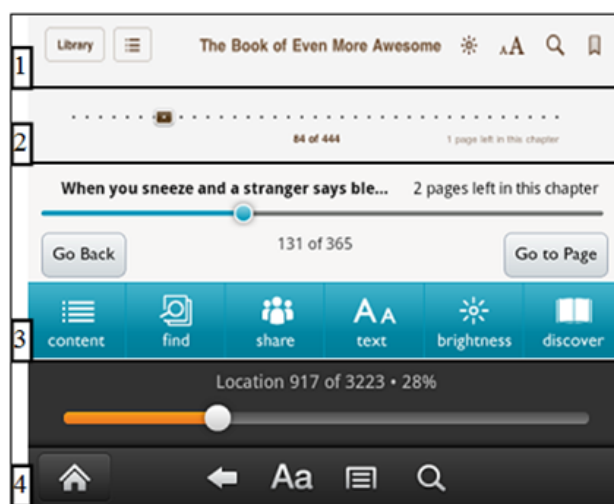 1
Library The Book of Even More Awesome AA
2
84 of 444 1 page left in this chapter
When you sneeze and a stranger says ble... 2 pages left in this chapter
Go Back 131 of 365 Go to Page
AA
3
content find share text brightness discover
Location 917 of 3223 • 28%
4
Aa